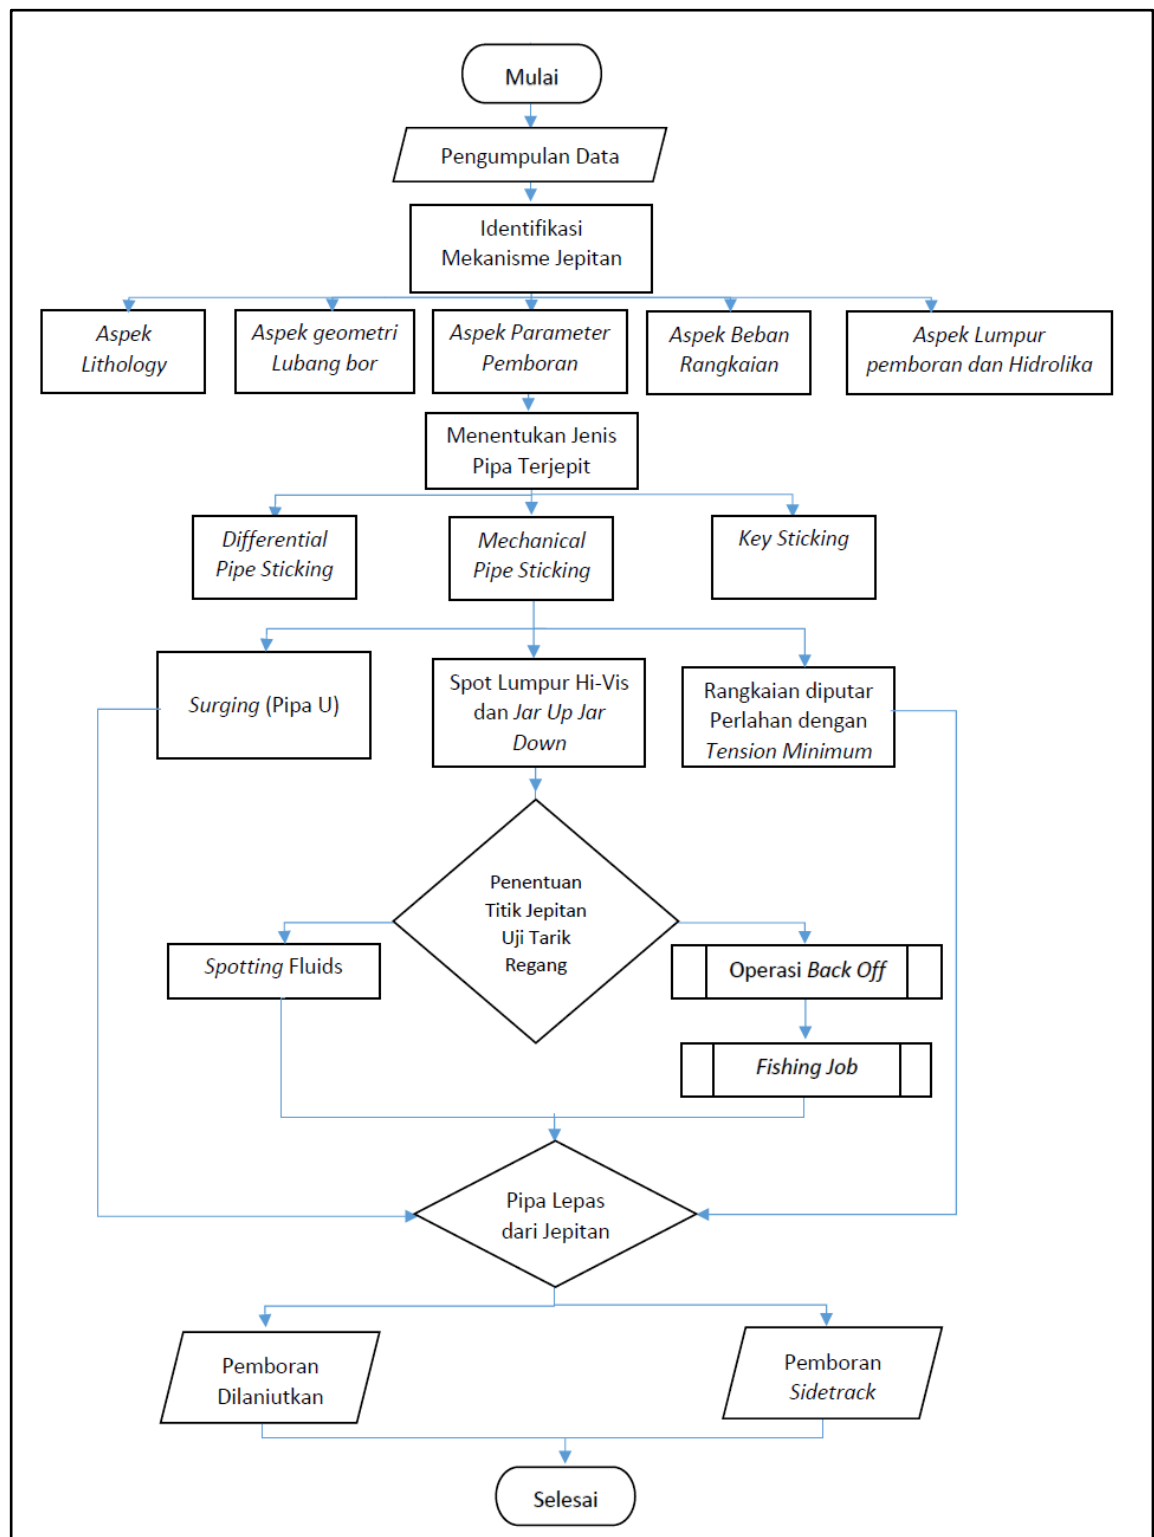 Mulai
Pengumpulan Data
Identifikasi
Mekanisme Jepitan
Aspek
Lithology
Aspek geometri
Lubang bor
Aspek Parameter
Pemboran
Aspek Beban
Rangkaian
Aspek Lumpur
pemboran dan Hidrolika
Menentukan Jenis
Pipa Terjepit
Differential
Pipe Sticking
Mechanical
Pipe Sticking
Key Sticking
Surging (Pipa U)
Spot Lumpur Hi-Vis
dan Jar Up Jar
Down
Rangkaian diputar
Perlahan dengan
Tension Minimum
Penentuan
Titik Jepitan
Uji Tarik
Regang
Spotting Fluids
Operasi Back Off
Fishing Job
Pipa Lepas
dari Jepitan
Pemboran
Dilaniutkan
Pemboran
Sidetrack
Selesai